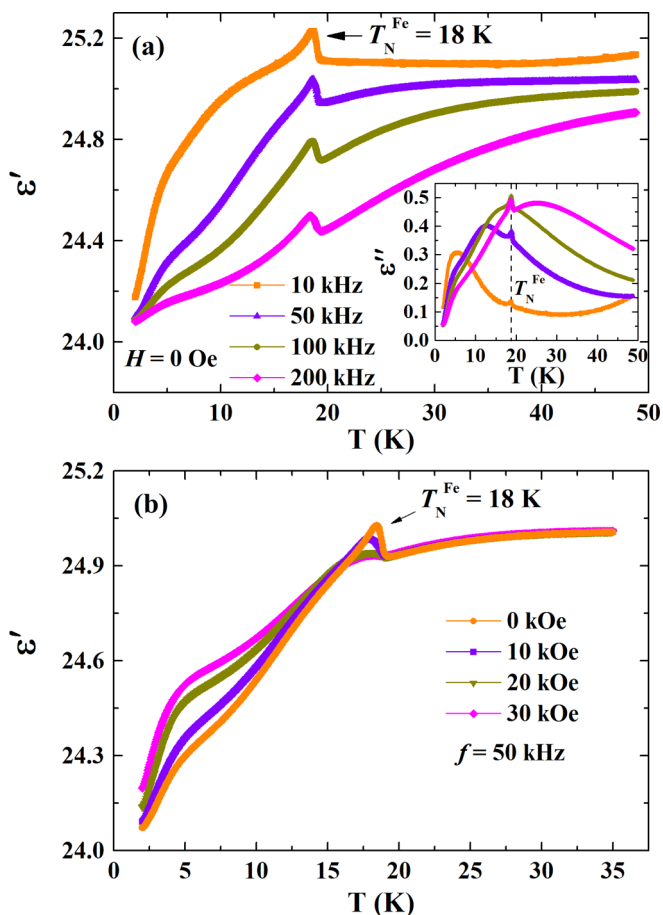 (a)
T_N^Fe = 18 K
25.2
24.8
24.4
24.0
ε′
10 kHz
50 kHz
100 kHz
200 kHz
H = 0 Oe
0 10 20 30 40 50
T (K)
0.5
0.4
0.3
0.2
0.1
0.0
ε″
T_N^Fe
0 10 20 30 40 50
T (K)
(b)
T_N^Fe = 18 K
25.2
24.9
24.6
24.3
24.0
ε′
0 kOe
10 kOe
20 kOe
30 kOe
f = 50 kHz
0 5 10 15 20 25 30 35
T (K)